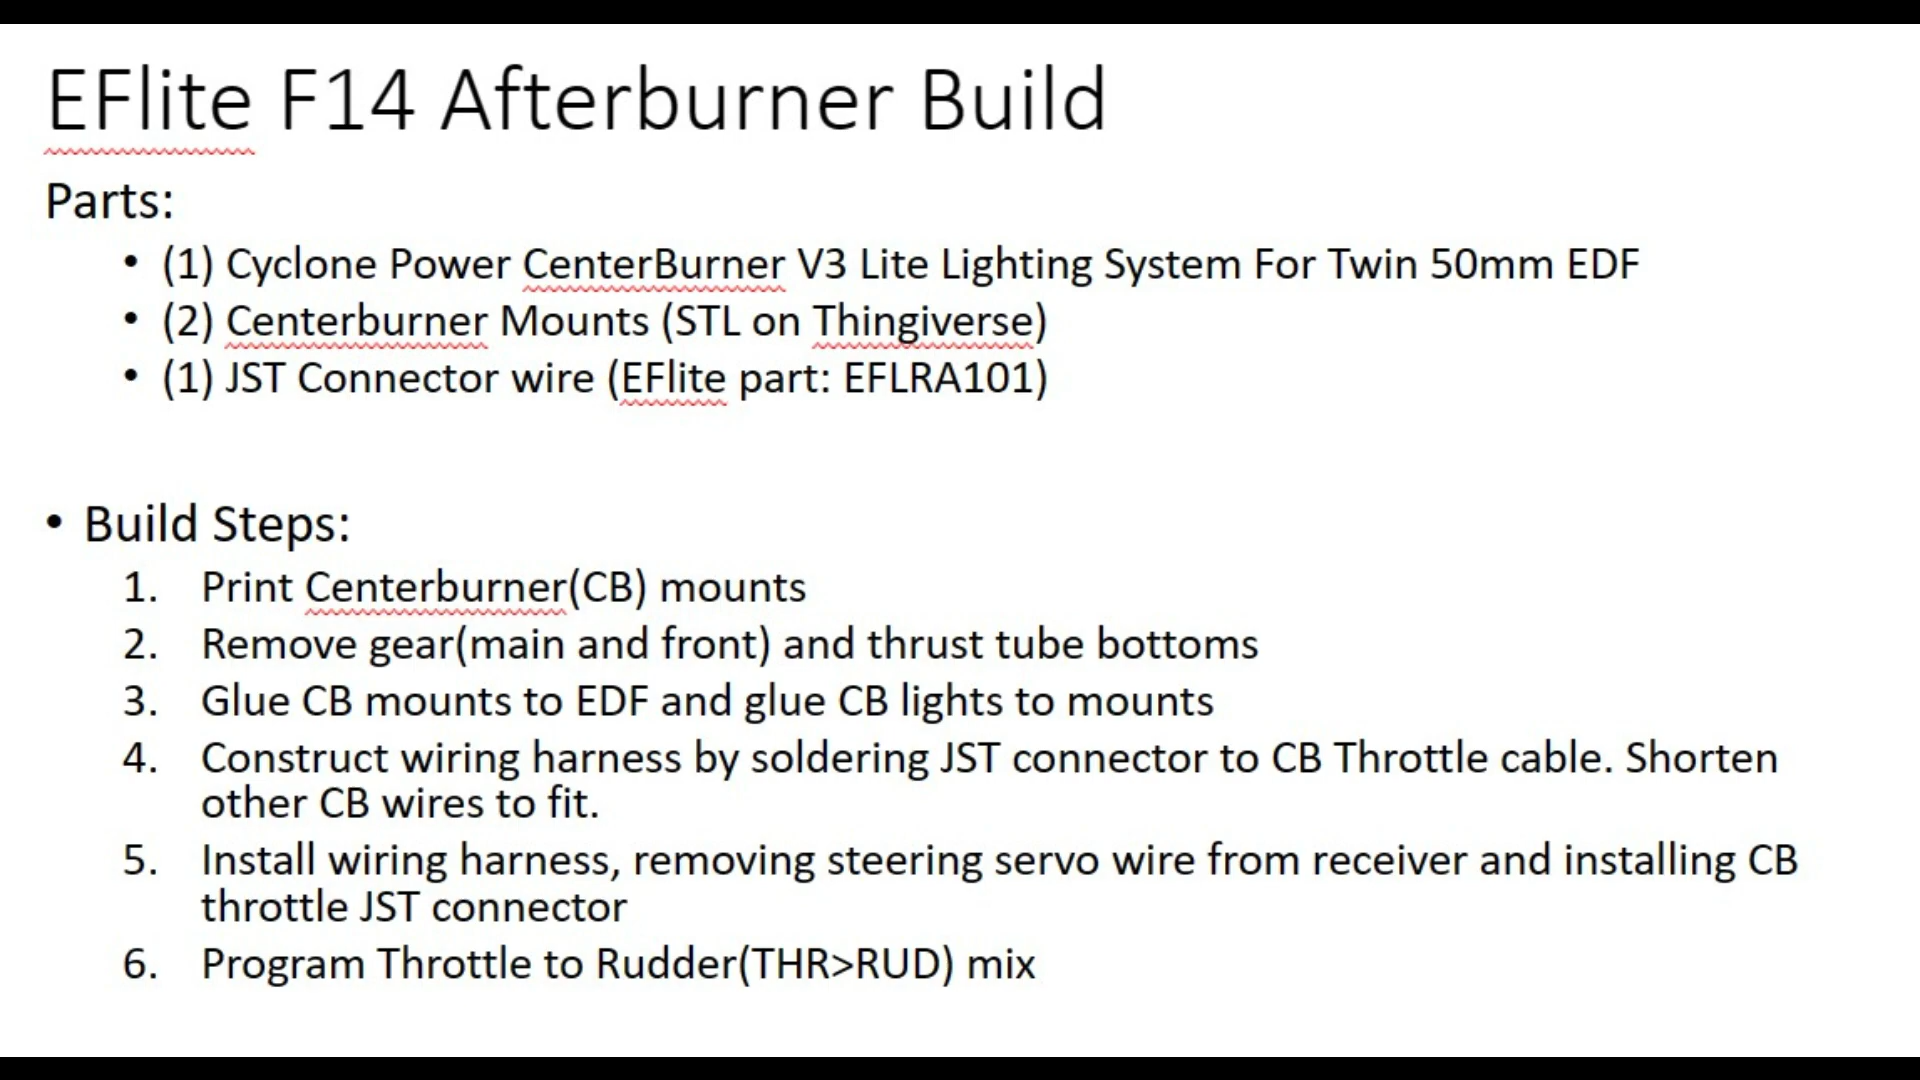 EFlite F14 Afterburner Build
Parts:
• (1) Cyclone Power CenterBurner V3 Lite Lighting System For Twin 50mm EDF
• (2) Centerburner Mounts (STL on Thingiverse)
• (1) JST Connector wire (EFlite part: EFLRA101)
• Build Steps:
1. Print Centerburner(CB) mounts
2. Remove gear(main and front) and thrust tube bottoms
3. Glue CB mounts to EDF and glue CB lights to mounts
4. Construct wiring harness by soldering JST connector to CB Throttle cable. Shorten
other CB wires to fit.
5. Install wiring harness, removing steering servo wire from receiver and installing CB
throttle JST connector
6. Program Throttle to Rudder(THR>RUD) mix